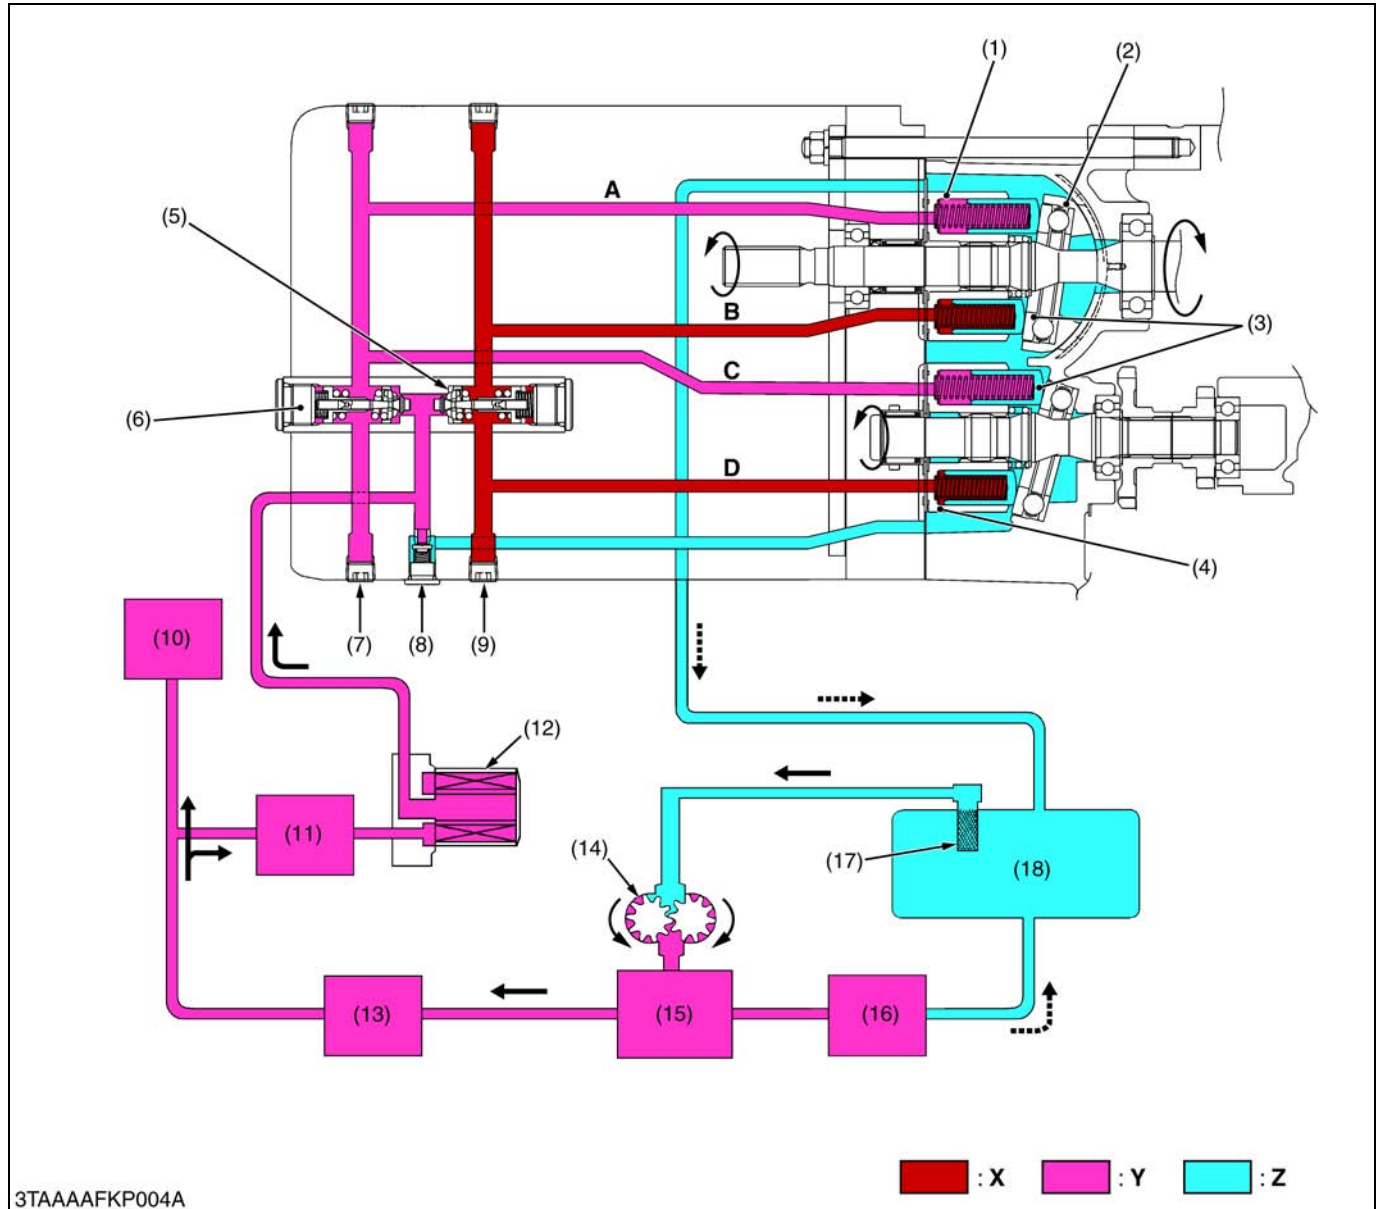 (1)
(2)
A
(5)
B
(3)
C
(6)
D
(4)
(7)
(8)
(9)
(10)
(12)
(11)
(14)
(17)
(18)
(13)
(15)
(16)
: X
: Y
: Z
3TAAAAFKP004A